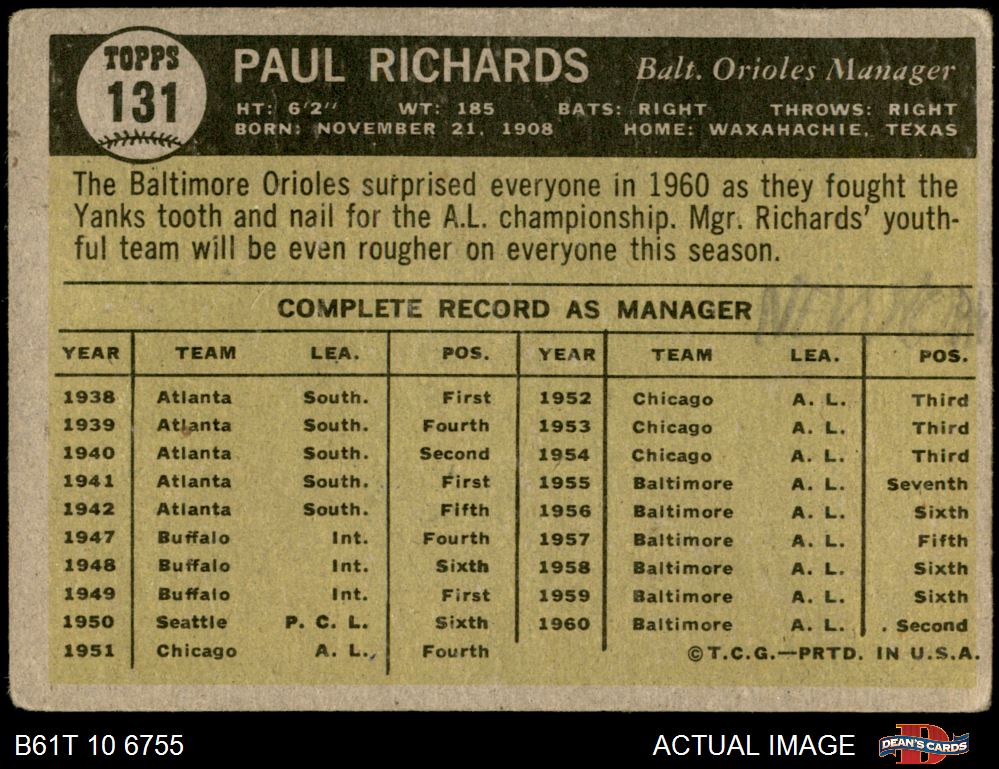 TOPPS
131
PAUL RICHARDS Balt. Orioles Manager
HT: 6'2" WT: 185 BATS: RIGHT THROWS: RIGHT
BORN: NOVEMBER 21, 1908 HOME: WAXAHACHIE, TEXAS
The Baltimore Orioles surprised everyone in 1960 as they fought the
Yanks tooth and nail for the A.L. championship. Mgr. Richards' youth-
ful team will be even rougher on everyone this season.
COMPLETE RECORD AS MANAGER
YEAR TEAM LEA. POS. YEAR TEAM LEA. POS.
1938 Atlanta South. First 1952 Chicago A. L. Third
1939 Atlanta South. Fourth 1953 Chicago A. L. Third
1940 Atlanta South. Second 1954 Chicago A. L. Third
1941 Atlanta South. First 1955 Baltimore A. L. Seventh
1942 Atlanta South. Fifth 1956 Baltimore A. L. Sixth
1947 Buffalo Int. Fourth 1957 Baltimore A. L. Fifth
1948 Buffalo Int. Sixth 1958 Baltimore A. L. Sixth
1949 Buffalo Int. First 1959 Baltimore A. L. Sixth
1950 Seattle P. C. L. Sixth 1960 Baltimore A. L. Second
1951 Chicago A. L. Fourth ©T.C.G.—PRTD. IN U.S.A.
B61T 10 6755 ACTUAL IMAGE DEAN'S CARDS